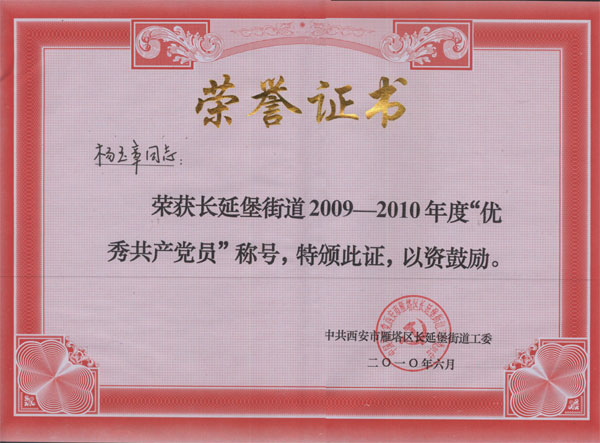 荣誉证书
杨玉章同志:
荣获长延堡街道2009—2010年度“优
秀共产党员”称号，特颁此证，以资鼓励。
中共西安市雁塔区长延堡街道工委
二〇一〇年六月